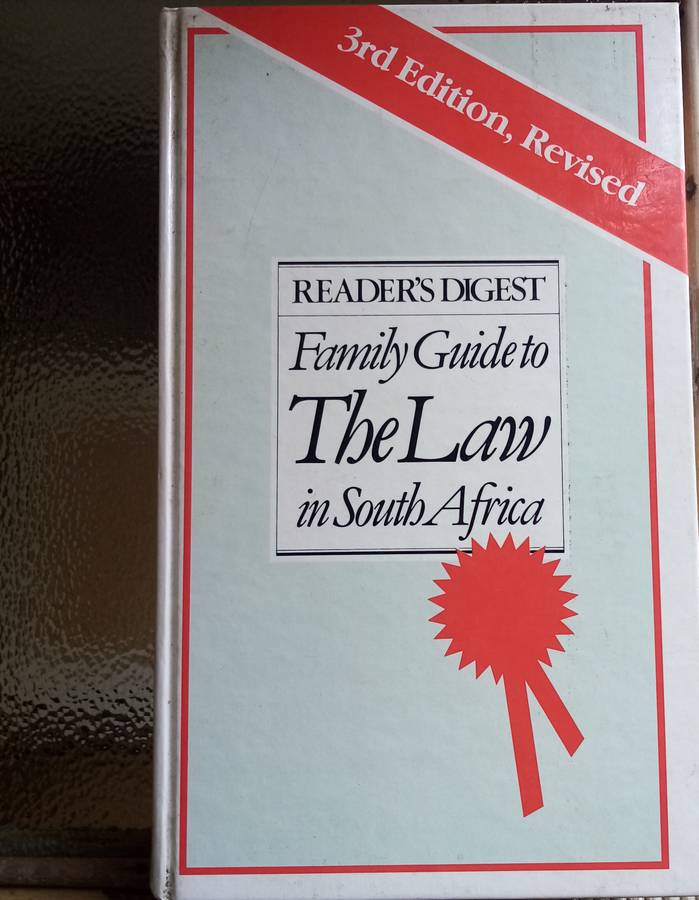 3rd Edition, Revised
READER'S DIGEST
Family Guide to
The Law
in South Africa